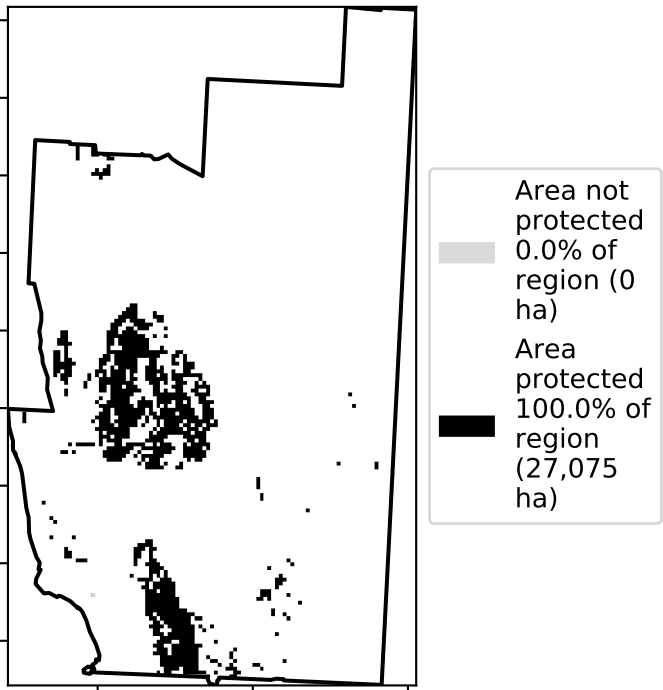 Area not
protected
0.0% of
region (0
ha)
Area
protected
100.0% of
region
(27,075
ha)